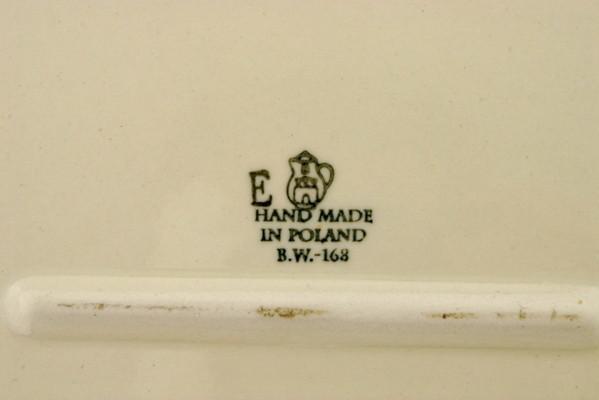 E
HAND MADE
IN POLAND
B.W.-168